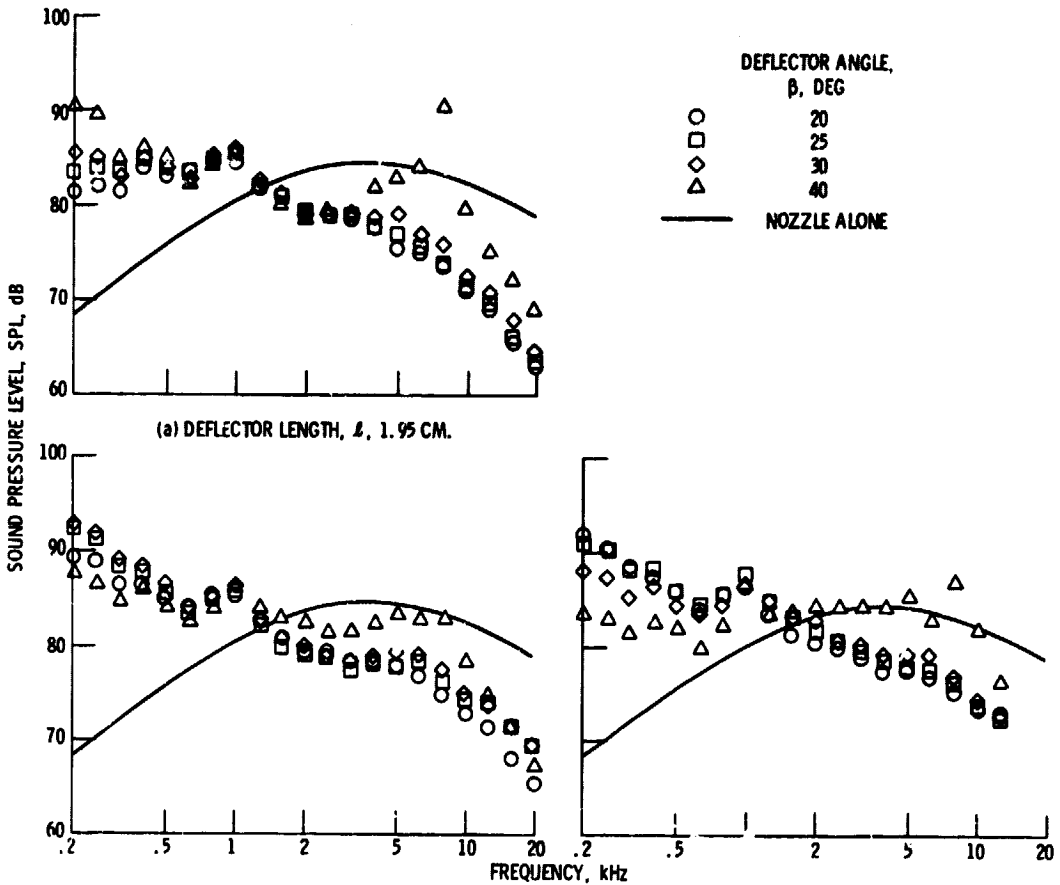 100
90
80
70
60
SOUND PRESSURE LEVEL, SPL, dB
DEFLECTOR ANGLE,
β, DEG
20
25
30
40
NOZZLE ALONE
(a) DEFLECTOR LENGTH, ℓ, 1.95 CM.
100
90
80
70
60
.2 .5 1 2 5 10 20
.2 .5 1 2 5 10 20
FREQUENCY, kHz